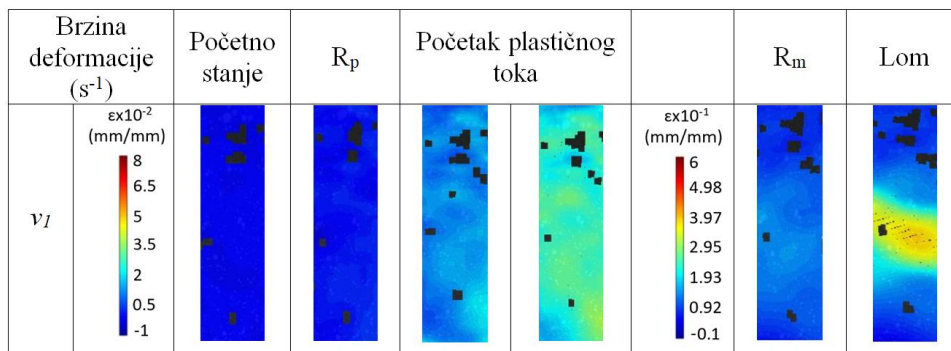 Brzina
deformacije
(s⁻¹)
Početno
stanje
Rₚ
Početak plastičnog
toka
Rₘ
Lom
v₁
εx10⁻²
(mm/mm)
8
6.5
5
3.5
2
0.5
-1
εx10⁻¹
(mm/mm)
6
4.98
3.97
2.95
1.93
0.92
-0.1